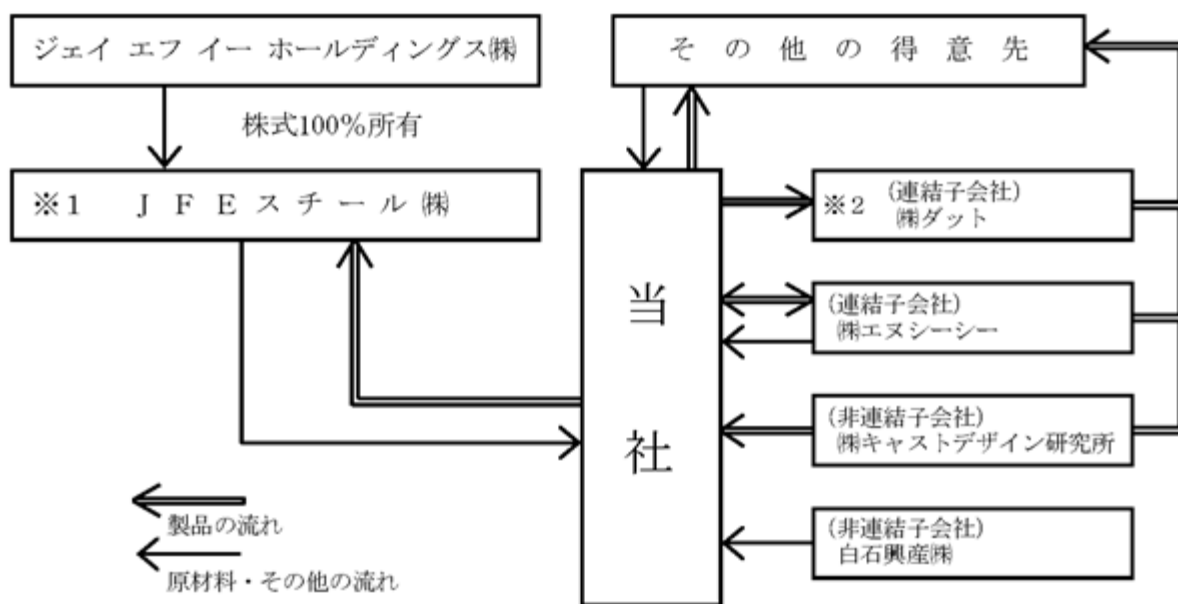 ジェイ エフ イー ホールディングス㈱
そ の 他 の 得 意 先
株式100％所有
※1 Ｊ Ｆ Ｅ ス チ ー ル ㈱
当社
※2 (連結子会社)
㈱ダット
(連結子会社)
㈱エヌシーシー
(非連結子会社)
㈱キャストデザイン研究所
(非連結子会社)
白石興産㈱
製品の流れ
原材料・その他の流れ